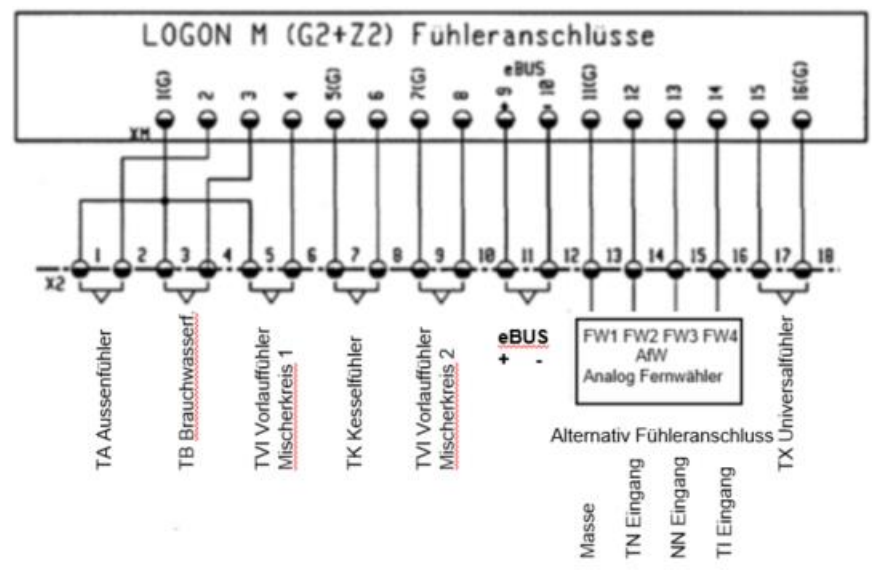 LOGON M (G2+Z2) Fühleranschlüsse
eBUS
1(G) 2 3 4 5(G) 6 7(G) 8 9 10 11(G) 12 13 14 15 16(G)
+ -
XM
1 2 3 4 5 6 7 8 9 10 11 12 13 14 15 16 17 18
X2
TA Aussenfühler
TB Brauchwasserf.
TVI Vorlauffühler
Mischerkreis 1
TK Kesselfühler
TVI Vorlauffühler
Mischerkreis 2
eBUS
+ -
FW1 FW2 FW3 FW4
AfW
Analog Fernwähler
Alternativ Fühleranschluss
Masse
TN Eingang
NN Eingang
TI Eingang
TX Universalfühler